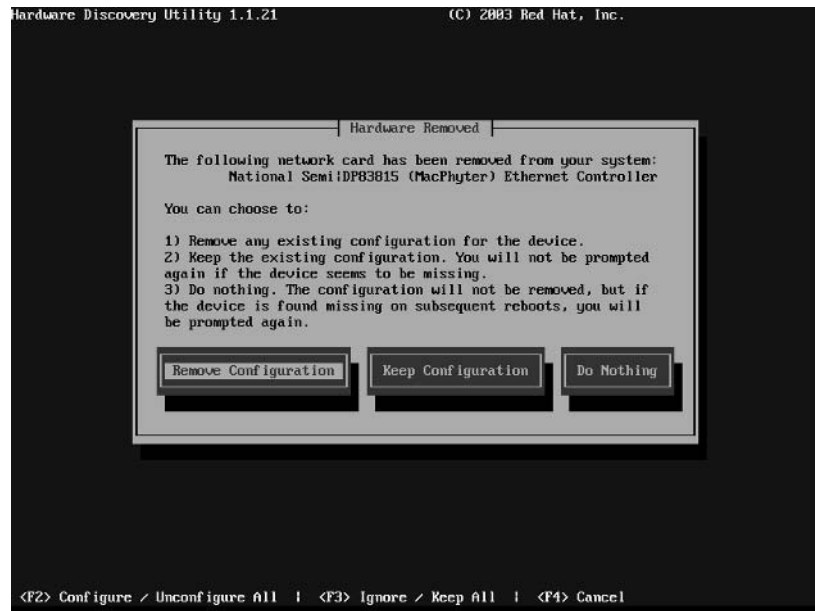 Hardware Discovery Utility 1.1.21 (C) 2003 Red Hat, Inc.
Hardware Removed
The following network card has been removed from your system:
National Semi|DP83815 (MacPhyter) Ethernet Controller
You can choose to:
1) Remove any existing configuration for the device.
2) Keep the existing configuration. You will not be prompted
again if the device seems to be missing.
3) Do nothing. The configuration will not be removed, but if
the device is found missing on subsequent reboots, you will
be prompted again.
Remove Configuration Keep Configuration Do Nothing
<F2> Configure / Unconfigure All | <F3> Ignore / Keep All | <F4> Cancel